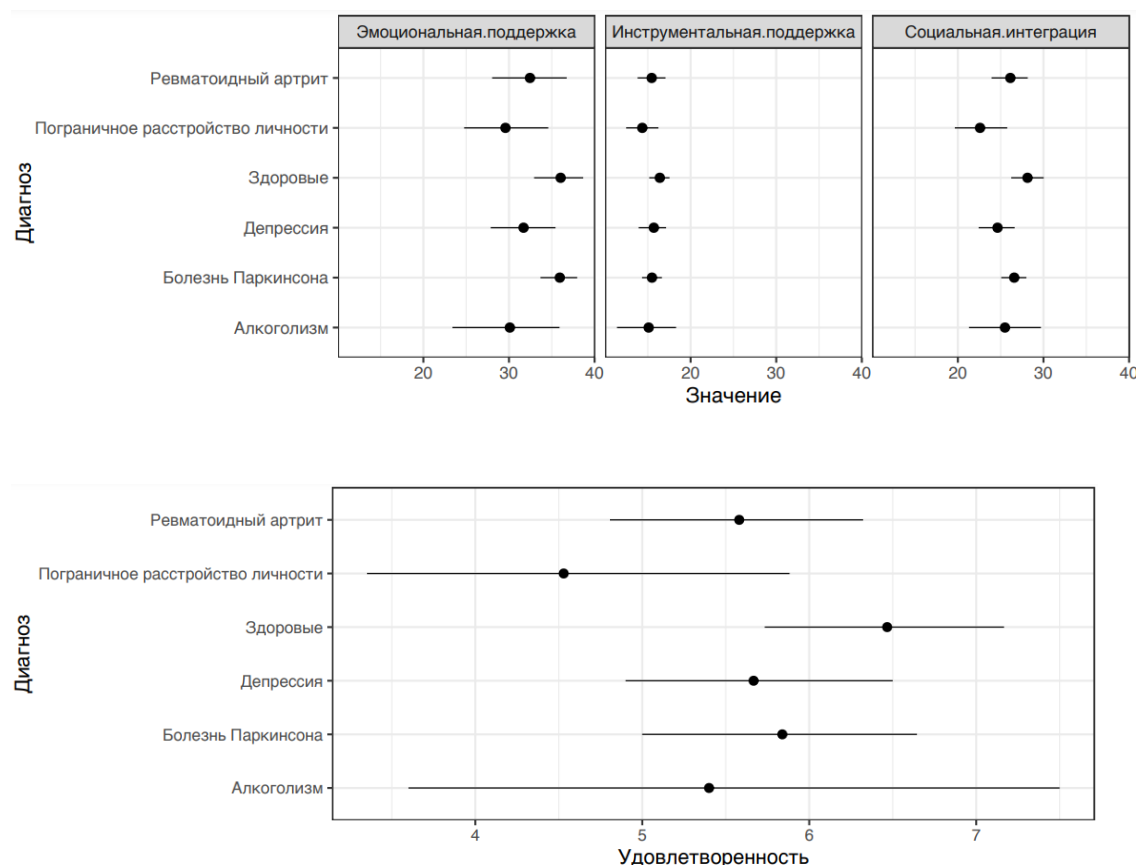 Эмоциональная.поддержка Инструментальная.поддержка Социальная.интеграция
Диагноз
Ревматоидный артрит
Пограничное расстройство личности
Здоровые
Депрессия
Болезнь Паркинсона
Алкоголизм
20 30 40 20 30 40 20 30 40
Значение
Диагноз
Ревматоидный артрит
Пограничное расстройство личности
Здоровые
Депрессия
Болезнь Паркинсона
Алкоголизм
4 5 6 7
Удовлетворенность